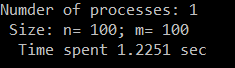 Numder of processes: 1
Size: n= 100; m= 100
Time spent 1.2251 sec